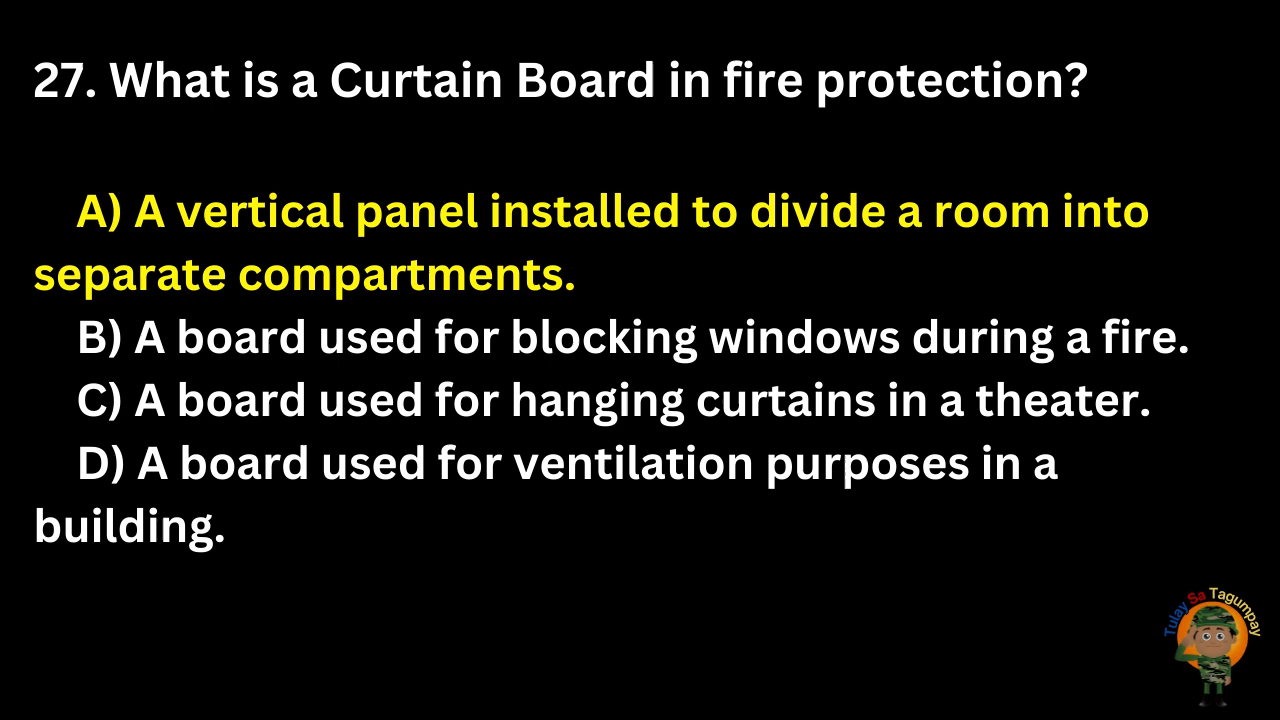 27. What is a Curtain Board in fire protection?
A) A vertical panel installed to divide a room into
separate compartments.
B) A board used for blocking windows during a fire.
C) A board used for hanging curtains in a theater.
D) A board used for ventilation purposes in a
building.
Tulay Sa Tagumpay